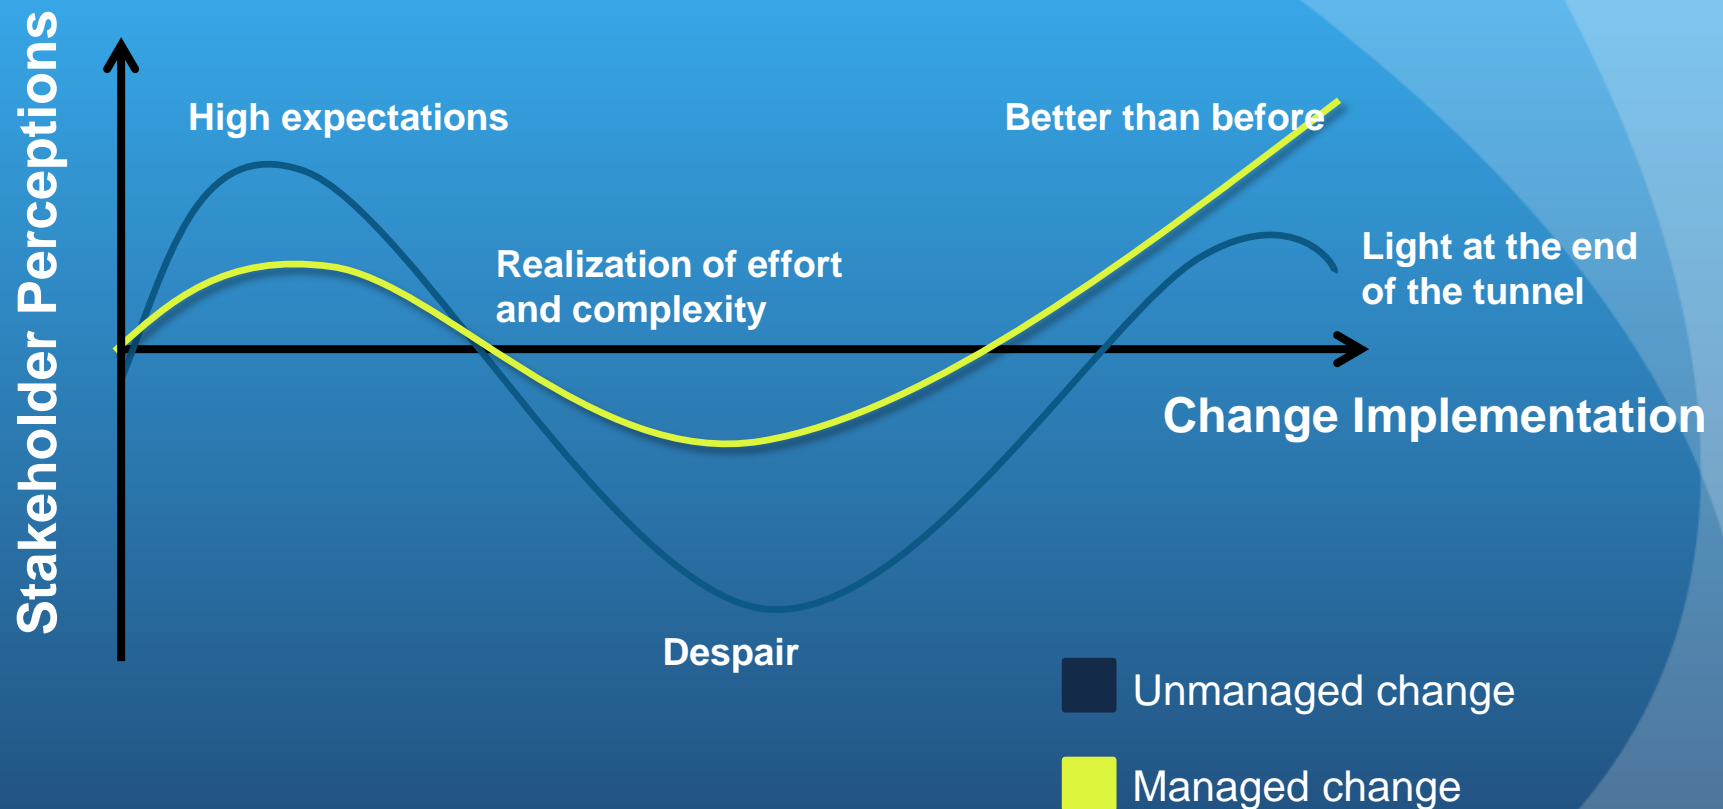 Stakeholder Perceptions
High expectations
Better than before
Realization of effort
and complexity
Light at the end
of the tunnel
Change Implementation
Despair
Unmanaged change
Managed change